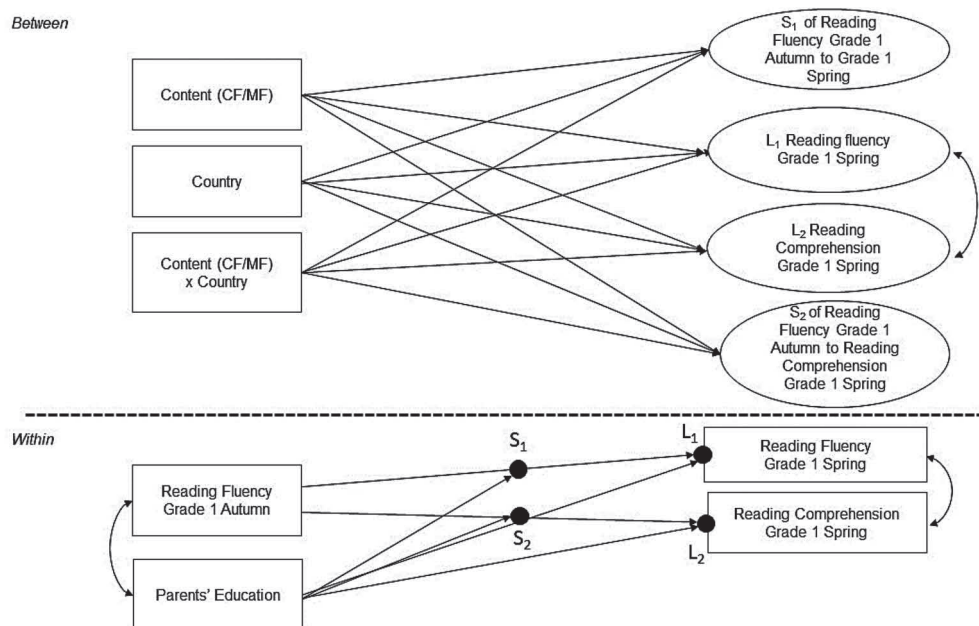 Between
Content (CF/MF)
Country
Content (CF/MF)
x Country
S₁ of Reading
Fluency Grade 1
Autumn to Grade 1
Spring
L₁ Reading fluency
Grade 1 Spring
L₂ Reading
Comprehension
Grade 1 Spring
S₂ of Reading
Fluency Grade 1
Autumn to Reading
Comprehension
Grade 1 Spring
Within
Reading Fluency
Grade 1 Autumn
Parents' Education
S₁
S₂
L₁
L₂
Reading Fluency
Grade 1 Spring
Reading Comprehension
Grade 1 Spring